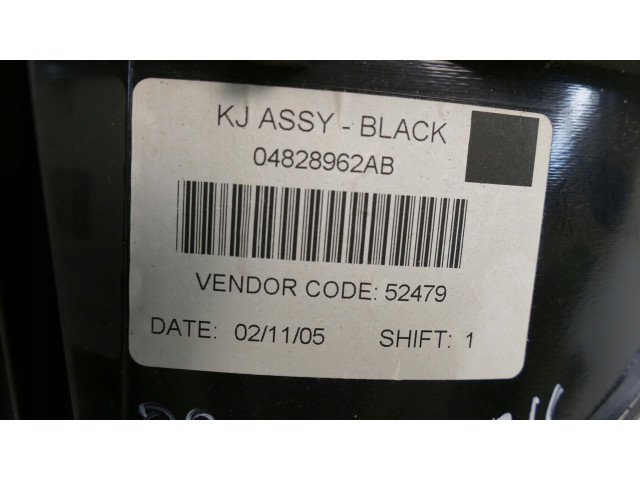 KJ ASSY - BLACK
04828962AB
VENDOR CODE: 52479
DATE: 02/11/05 SHIFT: 1